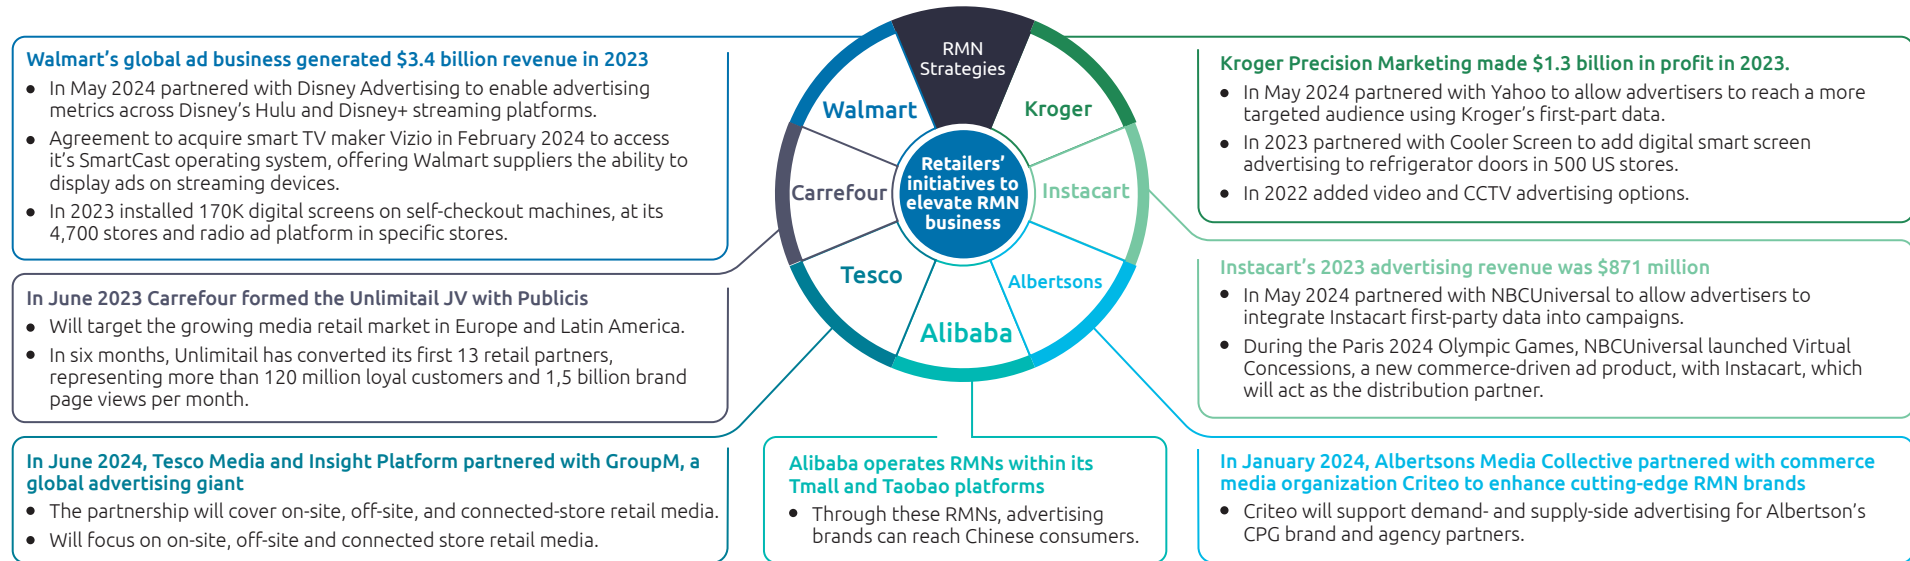 Walmart's global ad business generated $3.4 billion revenue in 2023
• In May 2024 partnered with Disney Advertising to enable advertising
metrics across Disney's Hulu and Disney+ streaming platforms.
• Agreement to acquire smart TV maker Vizio in February 2024 to access
it's SmartCast operating system, offering Walmart suppliers the ability to
display ads on streaming devices.
• In 2023 installed 170K digital screens on self-checkout machines, at its
4,700 stores and radio ad platform in specific stores.
In June 2023 Carrefour formed the Unlimitail JV with Publicis
• Will target the growing media retail market in Europe and Latin America.
• In six months, Unlimitail has converted its first 13 retail partners,
representing more than 120 million loyal customers and 1,5 billion brand
page views per month.
In June 2024, Tesco Media and Insight Platform partnered with GroupM, a
global advertising giant
• The partnership will cover on-site, off-site, and connected-store retail media.
• Will focus on on-site, off-site and connected store retail media.
RMN
Strategies
Walmart
Kroger
Carrefour
Retailers'
initiatives to
elevate RMN
business
Instacart
Tesco
Albertsons
Alibaba
Alibaba operates RMNs within its
Tmall and Taobao platforms
• Through these RMNs, advertising
brands can reach Chinese consumers.
Kroger Precision Marketing made $1.3 billion in profit in 2023.
• In May 2024 partnered with Yahoo to allow advertisers to reach a more
targeted audience using Kroger's first-part data.
• In 2023 partnered with Cooler Screen to add digital smart screen
advertising to refrigerator doors in 500 US stores.
• In 2022 added video and CCTV advertising options.
Instacart's 2023 advertising revenue was $871 million
• In May 2024 partnered with NBCUniversal to allow advertisers to
integrate Instacart first-party data into campaigns.
• During the Paris 2024 Olympic Games, NBCUniversal launched Virtual
Concessions, a new commerce-driven ad product, with Instacart, which
will act as the distribution partner.
In January 2024, Albertsons Media Collective partnered with commerce
media organization Criteo to enhance cutting-edge RMN brands
• Criteo will support demand- and supply-side advertising for Albertson's
CPG brand and agency partners.